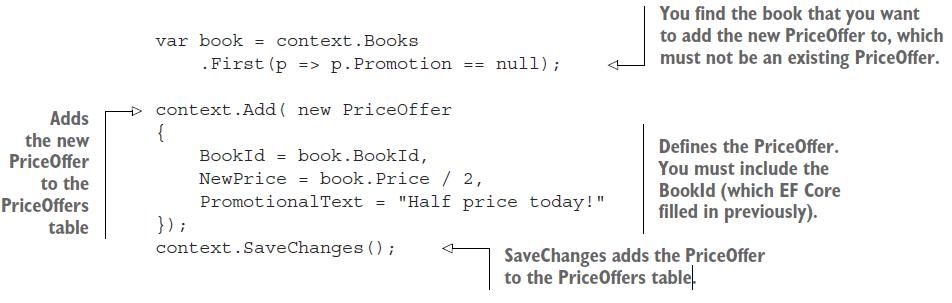 You find the book that you want
to add the new PriceOffer to, which
must not be an existing PriceOffer.
var book = context.Books
.First(p => p.Promotion == null);
Adds
the new
PriceOffer
to the
PriceOffers
table
context.Add( new PriceOffer
{
BookId = book.BookId,
NewPrice = book.Price / 2,
PromotionalText = "Half price today!"
});
context.SaveChanges();
Defines the PriceOffer.
You must include the
BookId (which EF Core
filled in previously).
SaveChanges adds the PriceOffer
to the PriceOffers table.